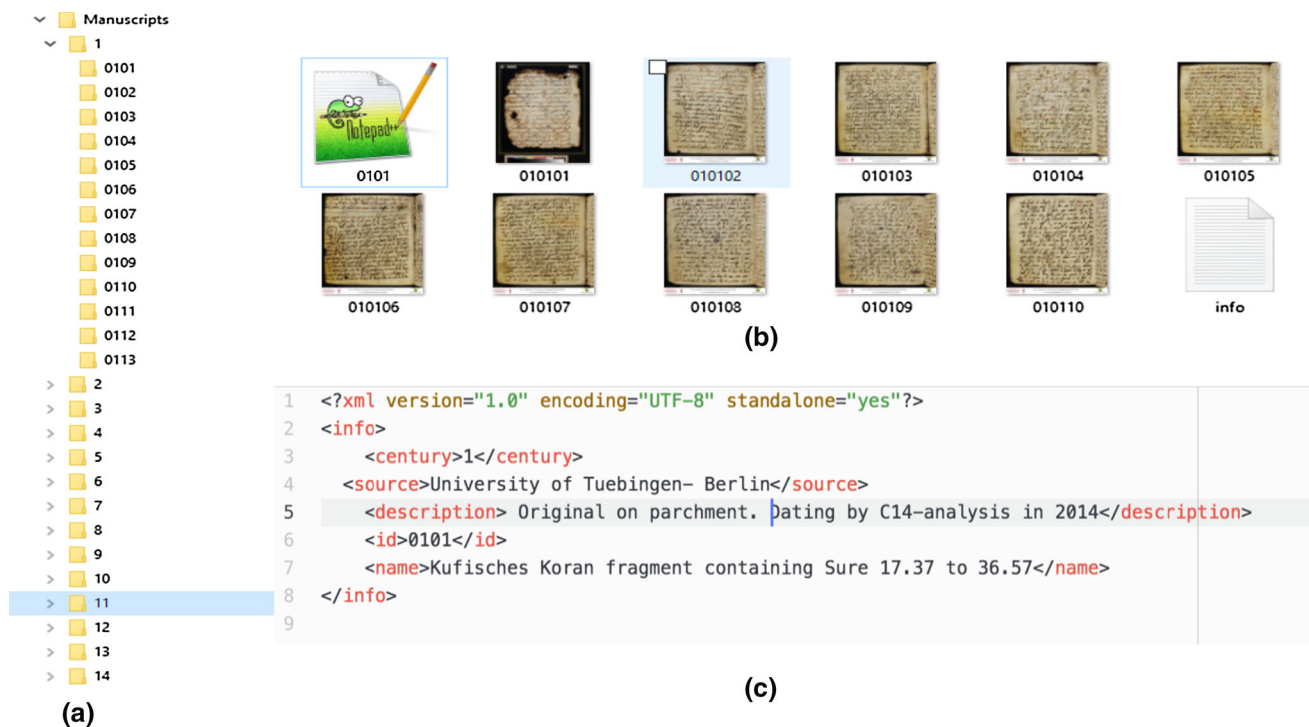 Manuscripts
1
0101
0102
0103
0104
0105
0106
0107
0108
0109
0110
0111
0112
0113
2
3
4
5
6
7
8
9
10
11
12
13
14
(a)
Notepad++
0101 010101 010102 010103 010104 010105
010106 010107 010108 010109 010110 info
(b)
1 <?xml version="1.0" encoding="UTF-8" standalone="yes"?>
2 <info>
3 <century>1</century>
4 <source>University of Tuebingen- Berlin</source>
5 <description> Original on parchment. Dating by C14-analysis in 2014</description>
6 <id>0101</id>
7 <name>Kufisches Koran fragment containing Sure 17.37 to 36.57</name>
8 </info>
9
(c)